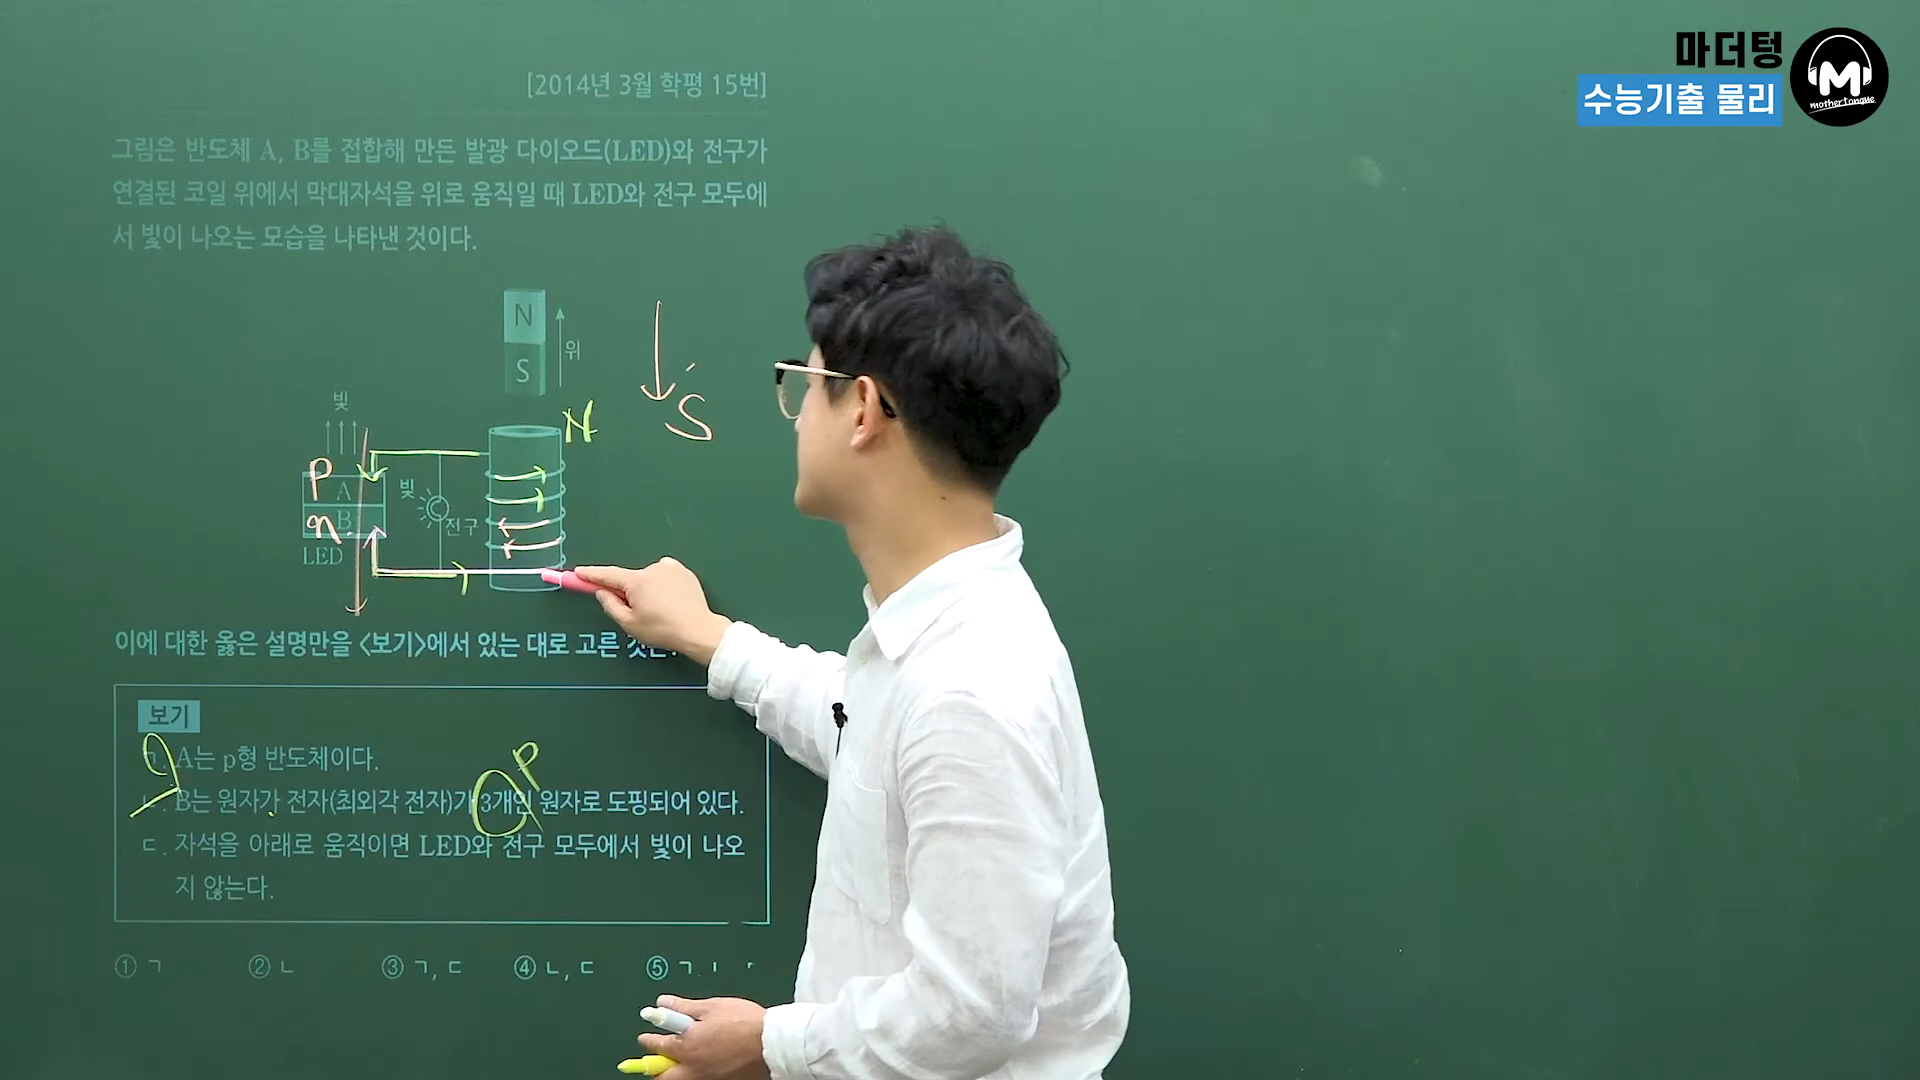 마더텅
수능기출 물리
M
mothertongue
[2014년 3월 학평 15번]
그림은 반도체 A, B를 접합해 만든 발광 다이오드(LED)와 전구가
연결된 코일 위에서 막대자석을 위로 움직일 때 LED와 전구 모두에
서 빛이 나오는 모습을 나타낸 것이다.
N
위
S
S
빛
N
p
A
빛
n
B
전구
LED
이에 대한 옳은 설명만을 <보기>에서 있는 대로 고른
보기
ㄱ. A는 p형 반도체이다.
p
ㄴ. B는 원자가 전자(최외각 전자)가 3개인 원자로 도핑되어 있다.
ㄷ. 자석을 아래로 움직이면 LED와 전구 모두에서 빛이 나오
지 않는다.
① ㄱ ② ㄴ ③ ㄱ, ㄷ ④ ㄴ, ㄷ ⑤ ㄱ